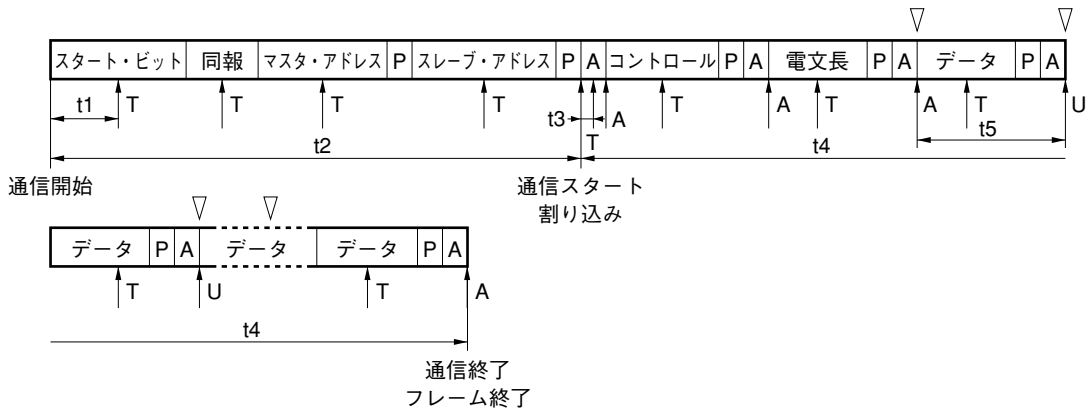 スタート・ビット 同報 マスタ・アドレス P スレーブ・アドレス P A コントロール P A 電文長 P A データ P A
t1 T T T T t3 T A T A T A T U
t2 t4 t5
通信開始 通信スタート
割り込み
データ P A データ データ P A
T U T A
t4
通信終了
フレーム終了